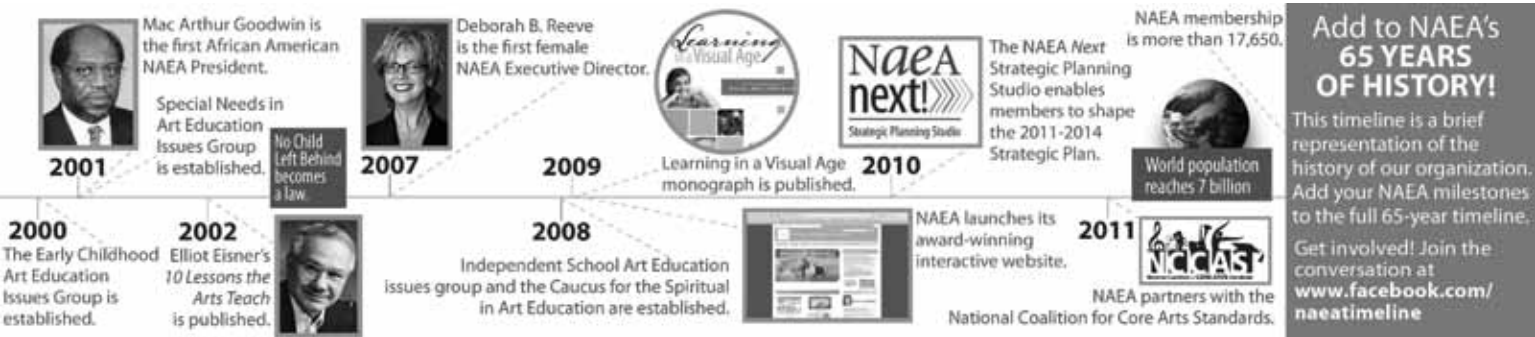 Mac Arthur Goodwin is
the first African American
NAEA President.
Special Needs in
Art Education
Issues Group
is established.
2001
No Child
Left Behind
becomes
a law.
Deborah B. Reeve
is the first female
NAEA Executive Director.
2007
2009
Learning
in a Visual Age
Learning in a Visual Age
monograph is published.
NAEA
next!
Strategic Planning Studio
2010
The NAEA Next
Strategic Planning
Studio enables
members to shape
the 2011-2014
Strategic Plan.
NAEA membership
is more than 17,650.
World population
reaches 7 billion
2000
The Early Childhood
Art Education
Issues Group is
established.
2002
Elliot Eisner's
10 Lessons the
Arts Teach
is published.
2008
Independent School Art Education
issues group and the Caucus for the Spiritual
in Art Education are established.
NAEA launches its
award-winning
interactive website.
2011
NCCAS
NAEA partners with the
National Coalition for Core Arts Standards.
Add to NAEA's
65 YEARS
OF HISTORY!
This timeline is a brief
representation of the
history of our organization.
Add your NAEA milestones
to the full 65-year timeline.
Get involved! Join the
conversation at
www.facebook.com/
naeatimeline